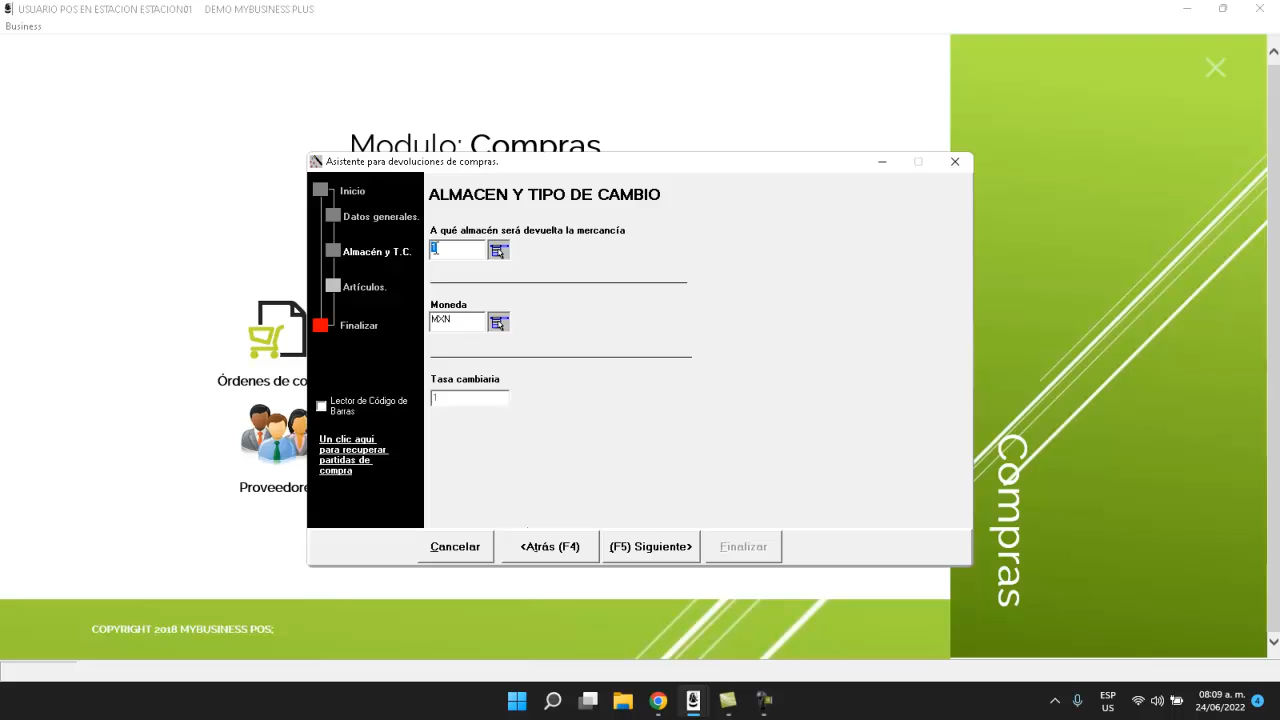 USUARIO POS EN ESTACION ESTACION01 DEMO MYBUSINESS PLUS
Business
Modulo: Compras
Asistente para devoluciones de compras.
Inicio
Datos generales.
Almacén y T.C.
Artículos.
Finalizar
Lector de Código de
Barras
Un clic aqui
para recuperar
partidas de
compra
ALMACEN Y TIPO DE CAMBIO
A qué almacén será devuelta la mercancía
1
Moneda
MXN
Tasa cambiaria
1
Cancelar
<Atrás (F4)
(F5) Siguiente>
Finalizar
Órdenes de co
Proveedore
Compras
COPYRIGHT 2018 MYBUSINESS POS;
ESP
US
08:09 a. m.
24/06/2022
4